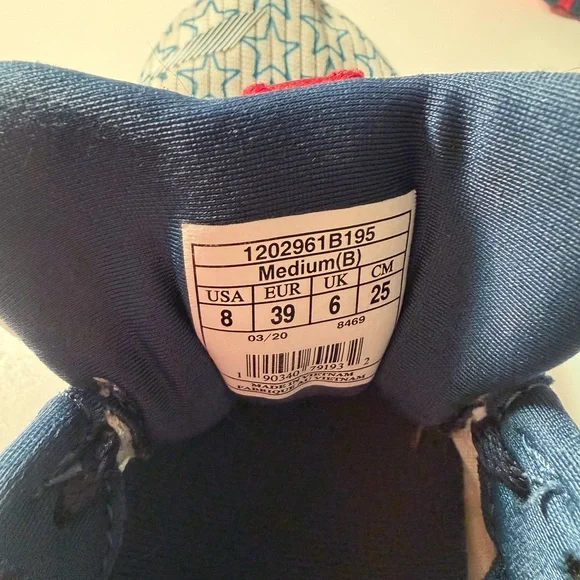 1202961B195
Medium(B)
USA EUR UK CM
8 39 6 25
03/20 8469
1 90340 79193 2
MADE IN VIETNAM
FABRIQUÉ AU VIETNAM